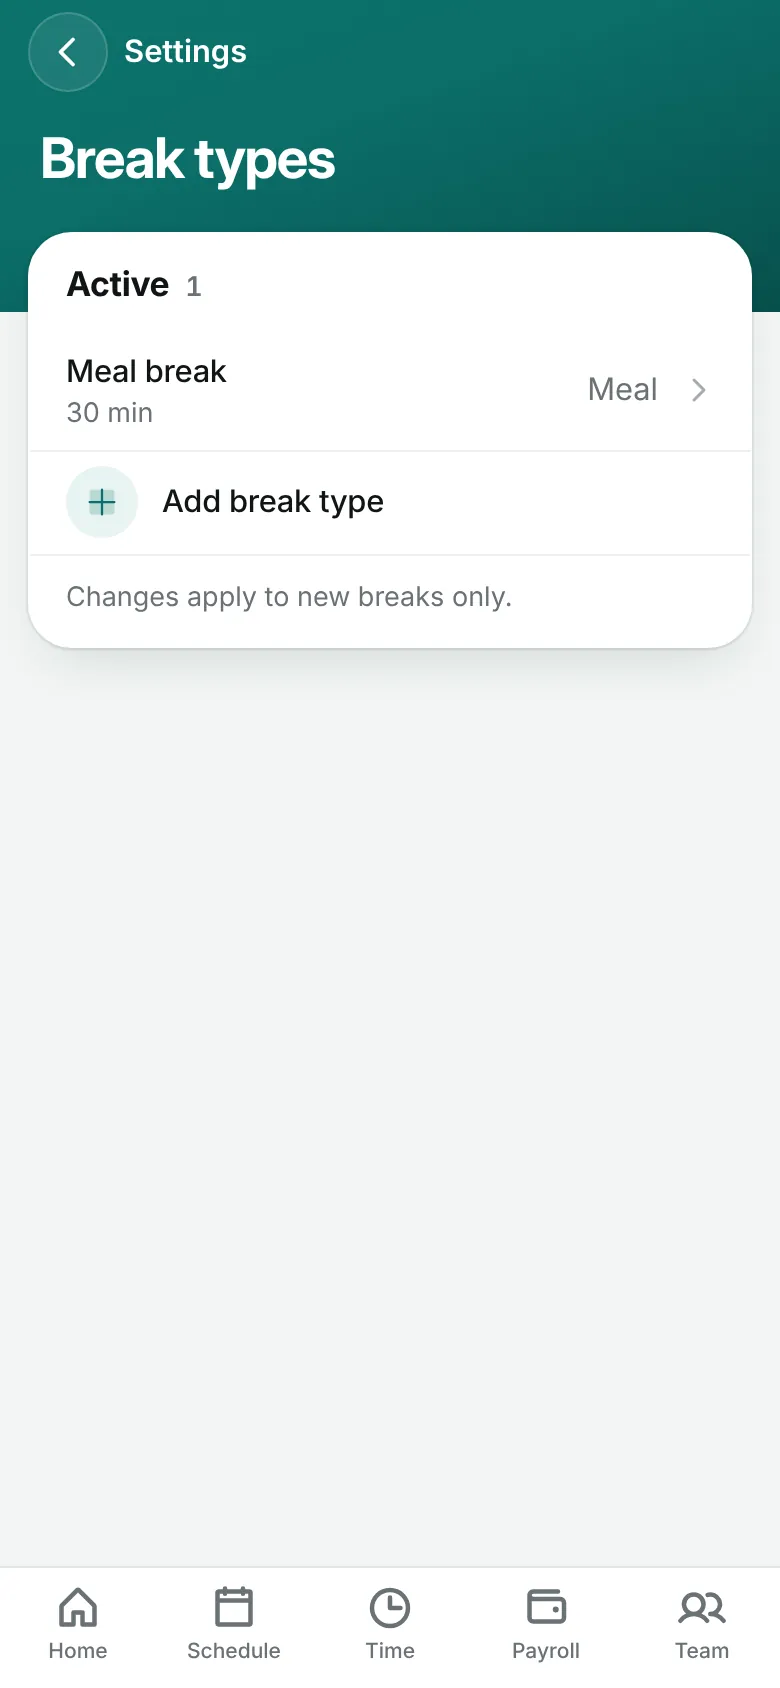 Settings
Break types
Active 1
Meal break
30 min
Meal
Add break type
Changes apply to new breaks only.
Home
Schedule
Time
Payroll
Team